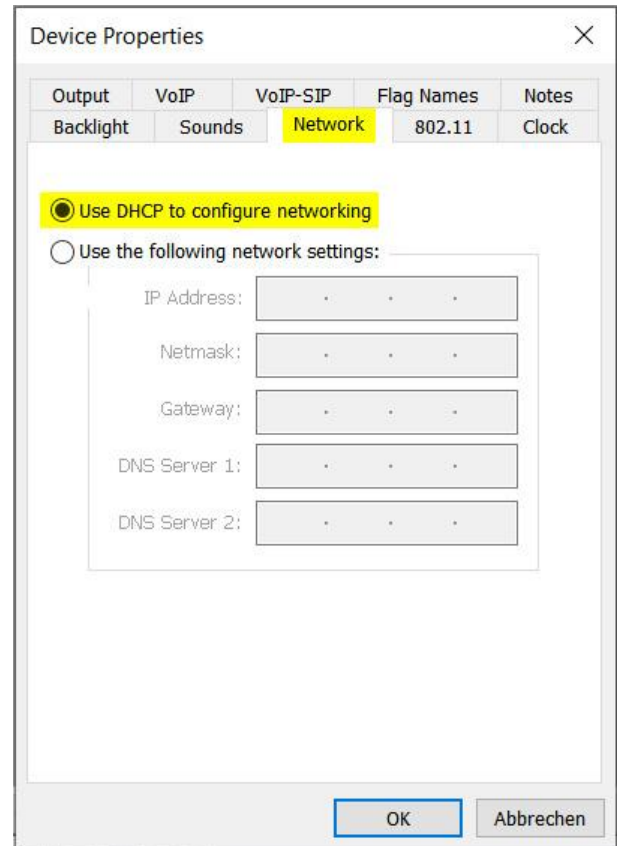 Device Properties
Output VoIP VoIP-SIP Flag Names Notes
Backlight Sounds Network 802.11 Clock
Use DHCP to configure networking
Use the following network settings:
IP Address:
Netmask:
Gateway:
DNS Server 1:
DNS Server 2:
OK Abbrechen